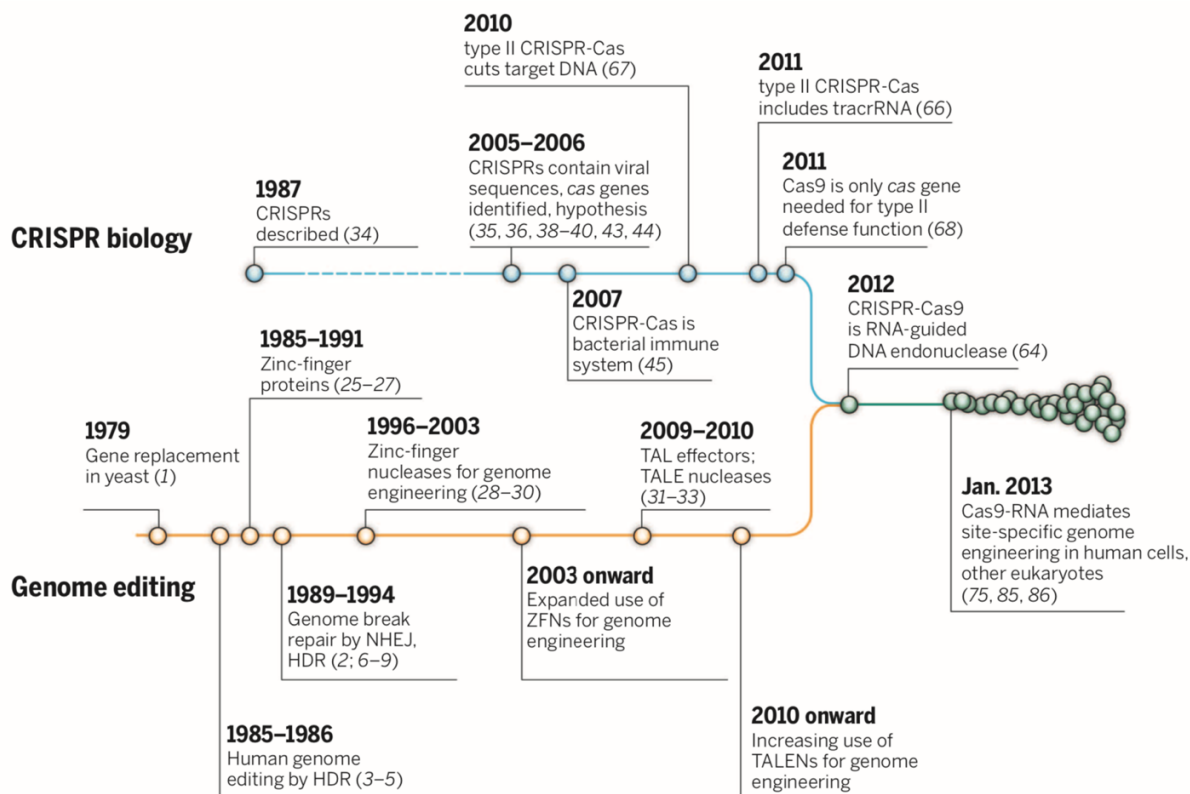 2010
type II CRISPR-Cas
cuts target DNA (67)
2011
type II CRISPR-Cas
includes tracrRNA (66)
2005–2006
CRISPRs contain viral
sequences, cas genes
identified, hypothesis
(35, 36, 38–40, 43, 44)
2011
Cas9 is only cas gene
needed for type II
defense function (68)
1987
CRISPRs
described (34)
CRISPR biology
2007
CRISPR-Cas is
bacterial immune
system (45)
2012
CRISPR-Cas9
is RNA-guided
DNA endonuclease (64)
1985–1991
Zinc-finger
proteins (25–27)
1979
Gene replacement
in yeast (1)
1996–2003
Zinc-finger
nucleases for genome
engineering (28–30)
2009–2010
TAL effectors;
TALE nucleases
(31–33)
Jan. 2013
Cas9-RNA mediates
site-specific genome
engineering in human cells,
other eukaryotes
(75, 85, 86)
Genome editing
1989–1994
Genome break
repair by NHEJ,
HDR (2; 6–9)
2003 onward
Expanded use of
ZFNs for genome
engineering
1985–1986
Human genome
editing by HDR (3–5)
2010 onward
Increasing use of
TALENs for genome
engineering